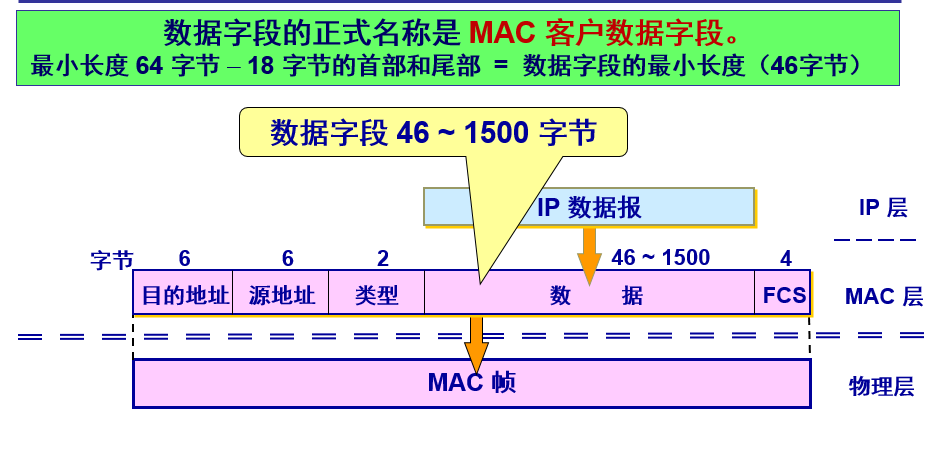 数据字段的正式名称是 MAC 客户数据字段。
最小长度 64 字节 – 18 字节的首部和尾部 = 数据字段的最小长度（46字节）
数据字段 46 ~ 1500 字节
IP 数据报
IP 层
字节 6 6 2 46 ~ 1500 4
目的地址 源地址 类型 数 据 FCS
MAC 层
MAC 帧
物理层